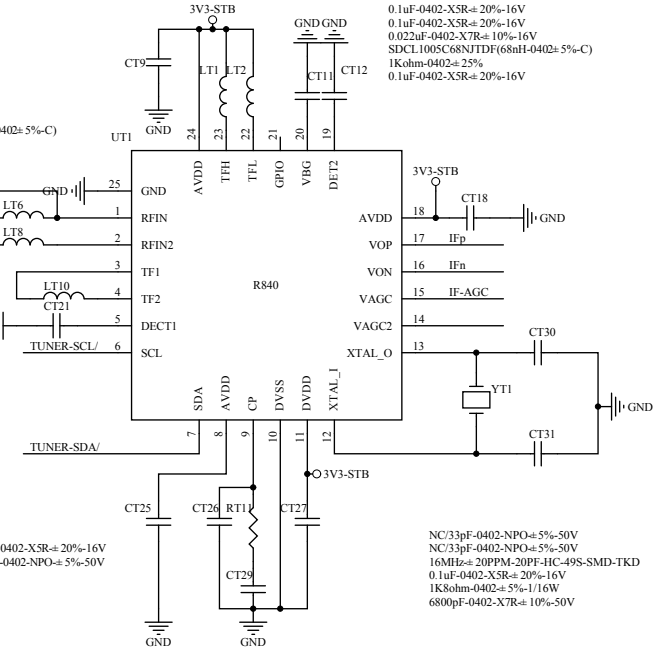 0.1uF-0402-X5R-±20%-16V
0.1uF-0402-X5R-±20%-16V
0.022uF-0402-X7R-±10%-16V
SDCL1005C68NJTDF(68nH-0402±5%-C)
1Kohm-0402-±25%
0.1uF-0402-X5R-±20%-16V
3V3-STB
GND GND
CT9
LT1 LT2
CT11
CT12
GND
0402±5%-C)
UT1
24
23
22
21
20
19
AVDD
TFH
TFL
GPIO
VBG
DET2
GND
25
GND
LT6
1
RFIN
LT8
2
RFIN2
3
TF1
LT10
4
TF2
CT21
5
DECT1
TUNER-SCL/
6
SCL
R840
3V3-STB
CT18
GND
AVDD
18
VOP
17
IFp
VON
16
IFn
VAGC
15
IF-AGC
VAGC2
14
XTAL_O
13
CT30
YT1
GND
CT31
SDA
AVDD
CP
DVSS
DVDD
XTAL_I
7
8
9
10
11
12
TUNER-SDA/
3V3-STB
CT25
CT26
RT11
CT27
CT29
GND
GND
0402-X5R-±20%-16V
-0402-NPO-±5%-50V
NC/33pF-0402-NPO-±5%-50V
NC/33pF-0402-NPO-±5%-50V
16MHz-±20PPM-20PF-HC-49S-SMD-TKD
0.1uF-0402-X5R-±20%-16V
1K8ohm-0402-±5%-1/16W
6800pF-0402-X7R-±10%-50V